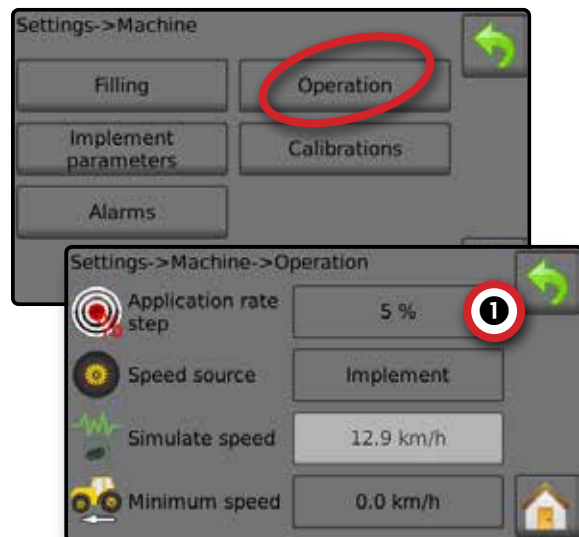 Settings->Machine
Filling
Operation
Implement
parameters
Calibrations
Alarms
Settings->Machine->Operation
Application rate
step
5 %
1
Speed source
Implement
Simulate speed
12.9 km/h
Minimum speed
0.0 km/h